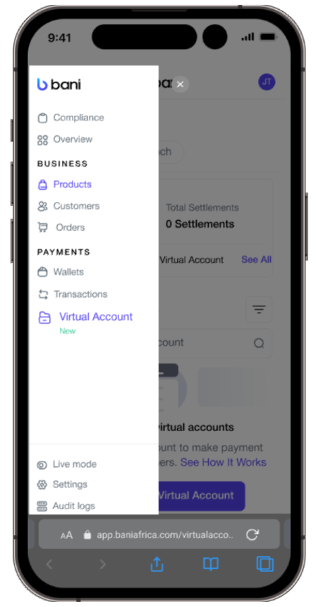 9:41
bani
ba
×
JT
Compliance
Overview
ch
BUSINESS
Products
Customers
Total Settlements
Orders
0 Settlements
PAYMENTS
Virtual Account See All
Wallets
Transactions
Virtual Account
New
count
virtual accounts
unt to make payment
ers. See How It Works
Live mode
Settings
Virtual Account
Audit logs
AA app.baniafrica.com/virtualacco..